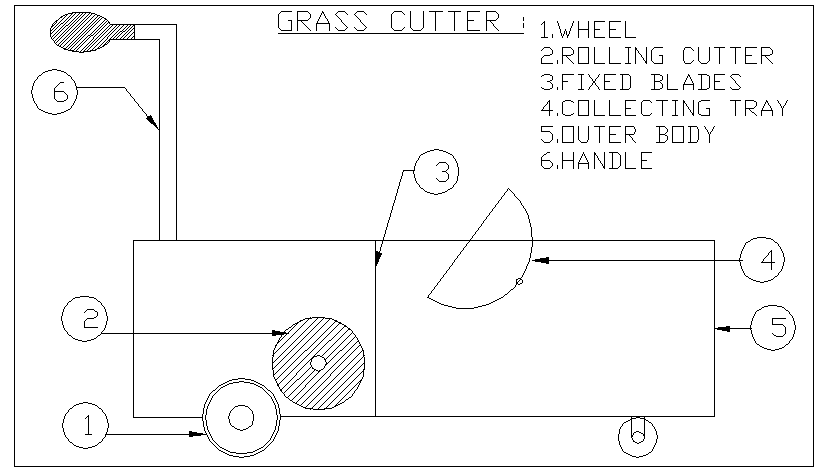 GRASS CUTTER :
1.WHEEL
2.ROLLING CUTTER
3.FIXED BLADES
4.COLLECTING TRAY
5.OUTER BODY
6.HANDLE
6
3
4
2
5
1